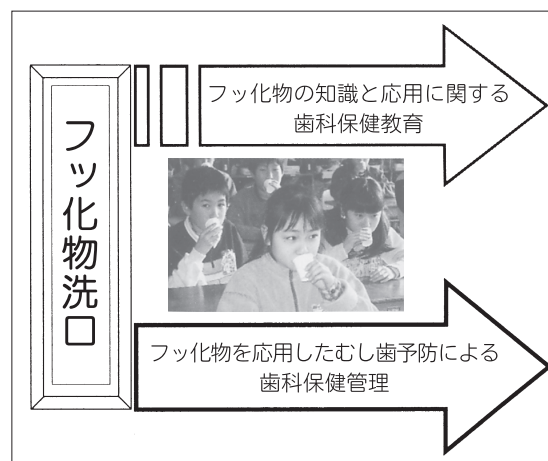 フッ化物洗口
フッ化物の知識と応用に関する
歯科保健教育
フッ化物を応用したむし歯予防による
歯科保健管理